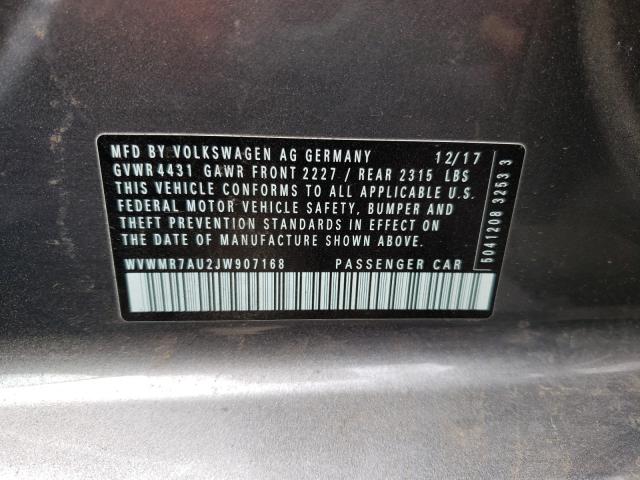 MFD BY VOLKSWAGEN AG GERMANY 12/17
GVWR 4431 GAWR FRONT 2227 / REAR 2315 LBS
THIS VEHICLE CONFORMS TO ALL APPLICABLE U.S.
FEDERAL MOTOR VEHICLE SAFETY, BUMPER AND
THEFT PREVENTION STANDARDS IN EFFECT ON
THE DATE OF MANUFACTURE SHOWN ABOVE.
WVWMR7AU2JW907168 PASSENGER CAR
5041208 32533